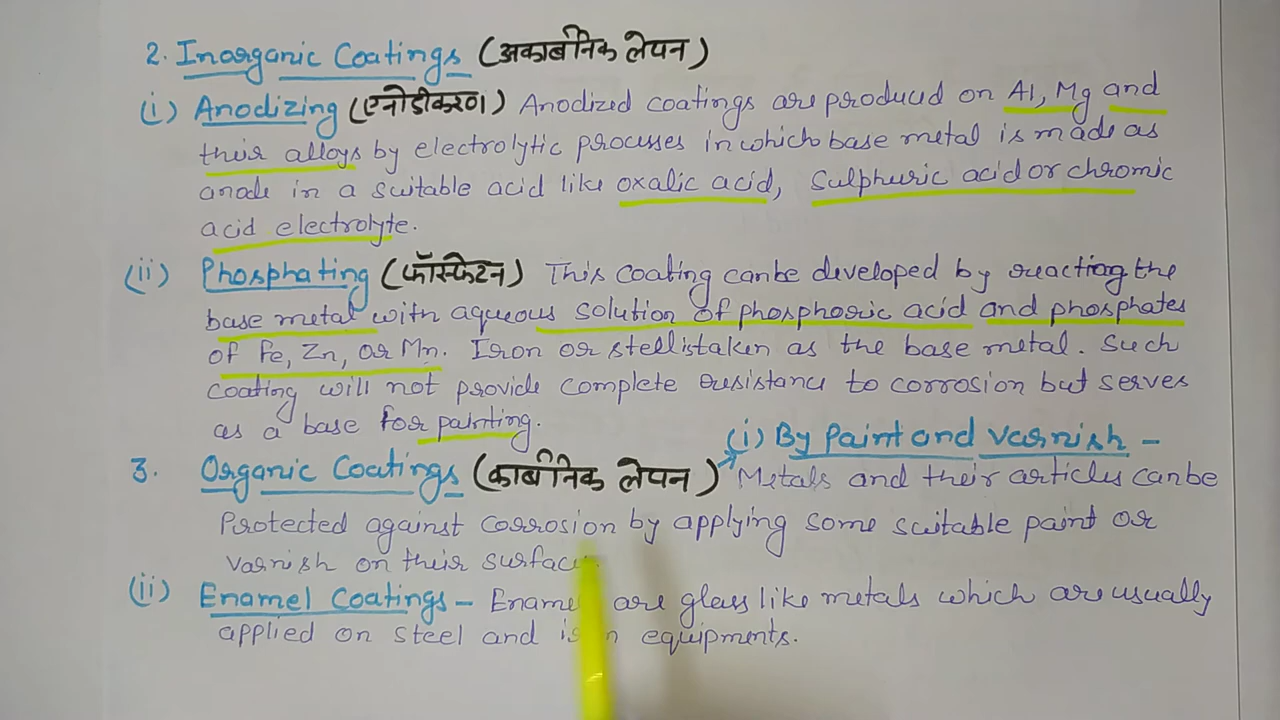 2. Inorganic Coatings (अकार्बनिक लेपन)
(i) Anodizing (एनोडीकरण) Anodized coatings are produced on Al, Mg and
their alloys by electrolytic processes in which base metal is made as
anode in a suitable acid like oxalic acid, Sulphuric acid or chromic
acid electrolyte.
(ii) Phosphating (फॉस्फेटन) This coating canbe developed by reacting the
base metal with aqueous solution of phosphoric acid and phosphates
of Fe, Zn, or Mn. Iron or stell is taken as the base metal. Such
coating will not provide complete resistance to corrosion but serves
as a base for painting.
(i) By Paint and varnish -
3. Organic Coatings (कार्बनिक लेपन) Metals and their articles canbe
Protected against corrosion by applying some suitable paint or
varnish on their surface.
(ii) Enamel Coatings - Enamel are glass like metals which are usually
applied on steel and iron equipments.